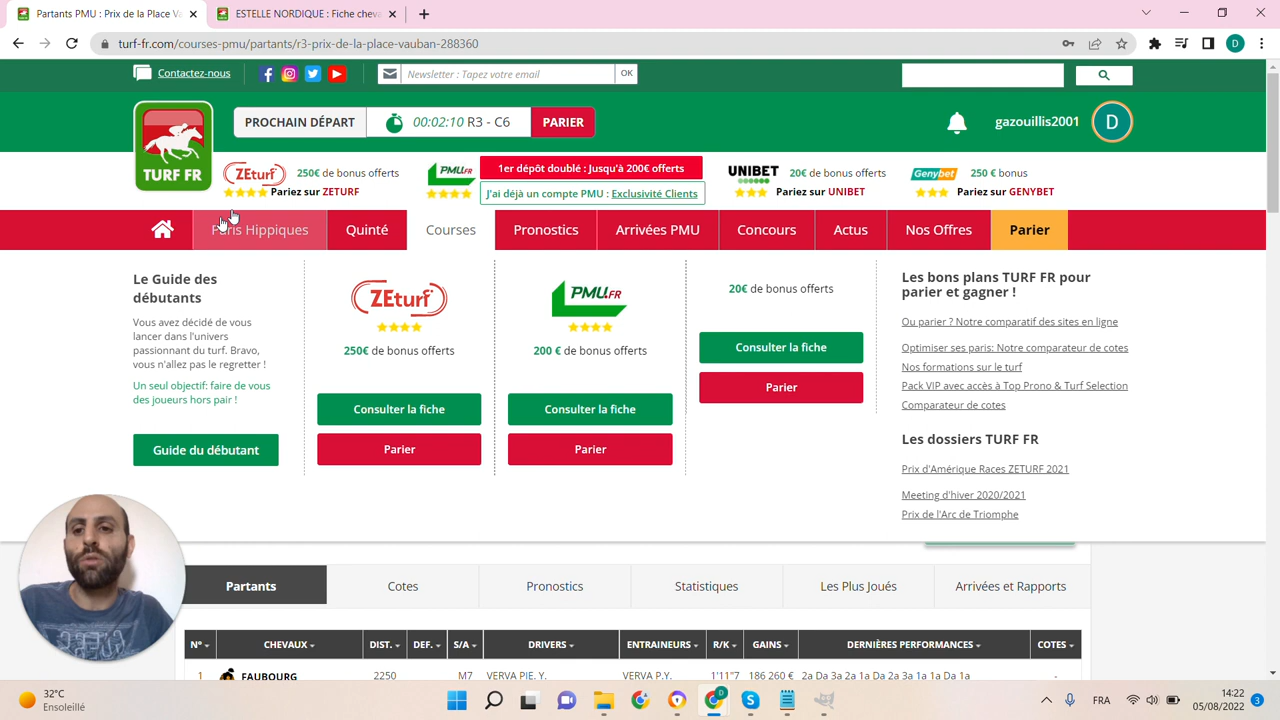 Partants PMU : Prix de la Place V
ESTELLE NORDIQUE : Fiche chev
turf-fr.com/courses-pmu/partants/r3-prix-de-la-place-vauban-288360
D
Contactez-nous
Newsletter : Tapez votre email
OK
TURF FR
PROCHAIN DÉPART
00:02:10 R3 - C6
PARIER
gazouillis2001
D
ZEturf
250€ de bonus offerts
Pariez sur ZETURF
PMU.FR
1er dépôt doublé : Jusqu'à 200€ offerts
J'ai déjà un compte PMU : Exclusivité Clients
UNIBET
20€ de bonus offerts
Pariez sur UNIBET
Genybet
250 € bonus
Pariez sur GENYBET
Paris Hippiques
Quinté
Courses
Pronostics
Arrivées PMU
Concours
Actus
Nos Offres
Parier
Le Guide des
débutants
Vous avez décidé de vous
lancer dans l'univers
passionnant du turf. Bravo,
vous n'allez pas le regretter !
Un seul objectif: faire de vous
des joueurs hors pair !
Guide du débutant
ZEturf
250€ de bonus offerts
Consulter la fiche
Parier
PMU.FR
200 € de bonus offerts
Consulter la fiche
Parier
20€ de bonus offerts
Consulter la fiche
Parier
Les bons plans TURF FR pour
parier et gagner !
Ou parier ? Notre comparatif des sites en ligne
Optimiser ses paris: Notre comparateur de cotes
Nos formations sur le turf
Pack VIP avec accès à Top Prono & Turf Selection
Comparateur de cotes
Les dossiers TURF FR
Prix d'Amérique Races ZETURF 2021
Meeting d'hiver 2020/2021
Prix de l'Arc de Triomphe
Partants
Cotes
Pronostics
Statistiques
Les Plus Joués
Arrivées et Rapports
N° CHEVAUX DIST. DEF. S/A DRIVERS ENTRAINEURS R/K GAINS DERNIÈRES PERFORMANCES COTES
1 FAUBOURG 2250 M7 VERVA PIE. Y. VERVA P.Y. 1'11"7 186 260 € 2a Da 3a 2a 1a Da 1a 1a Da 1a -
32°C
Ensoleillé
FRA
14:22
05/08/2022
3